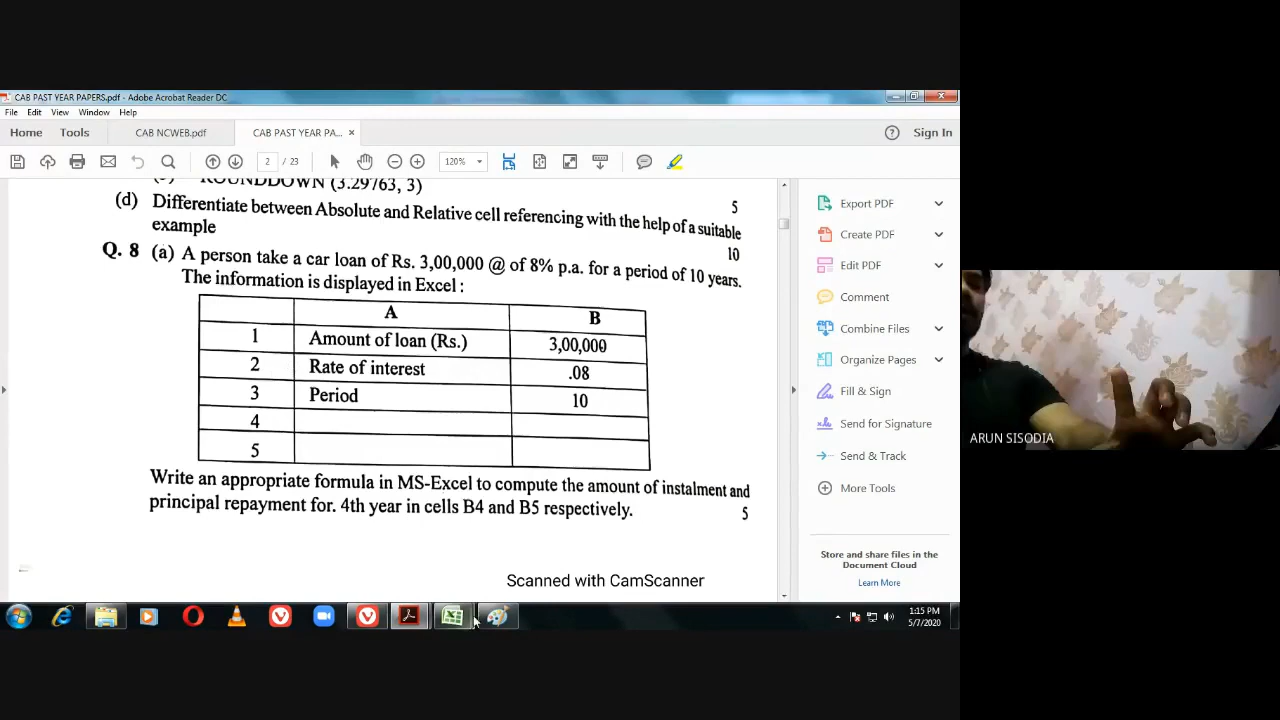 CAB PAST YEAR PAPERS.pdf - Adobe Acrobat Reader DC
File Edit View Window Help
Home Tools CAB NCWEB.pdf CAB PAST YEAR PA... × Sign In
2 / 23 120%
ROUNDDOWN (3.29763, 3)
5
(d) Differentiate between Absolute and Relative cell referencing with the help of a suitable
example
10
Q. 8 (a) A person take a car loan of Rs. 3,00,000 @ of 8% p.a. for a period of 10 years.
The information is displayed in Excel :
A B
1 Amount of loan (Rs.) 3,00,000
2 Rate of interest .08
3 Period 10
4
5
Write an appropriate formula in MS-Excel to compute the amount of instalment and
principal repayment for. 4th year in cells B4 and B5 respectively.
5
Scanned with CamScanner
Export PDF
Create PDF
Edit PDF
Comment
Combine Files
Organize Pages
Fill & Sign
Send for Signature
Send & Track
More Tools
Store and share files in the
Document Cloud
Learn More
1:15 PM
5/7/2020
ARUN SISODIA